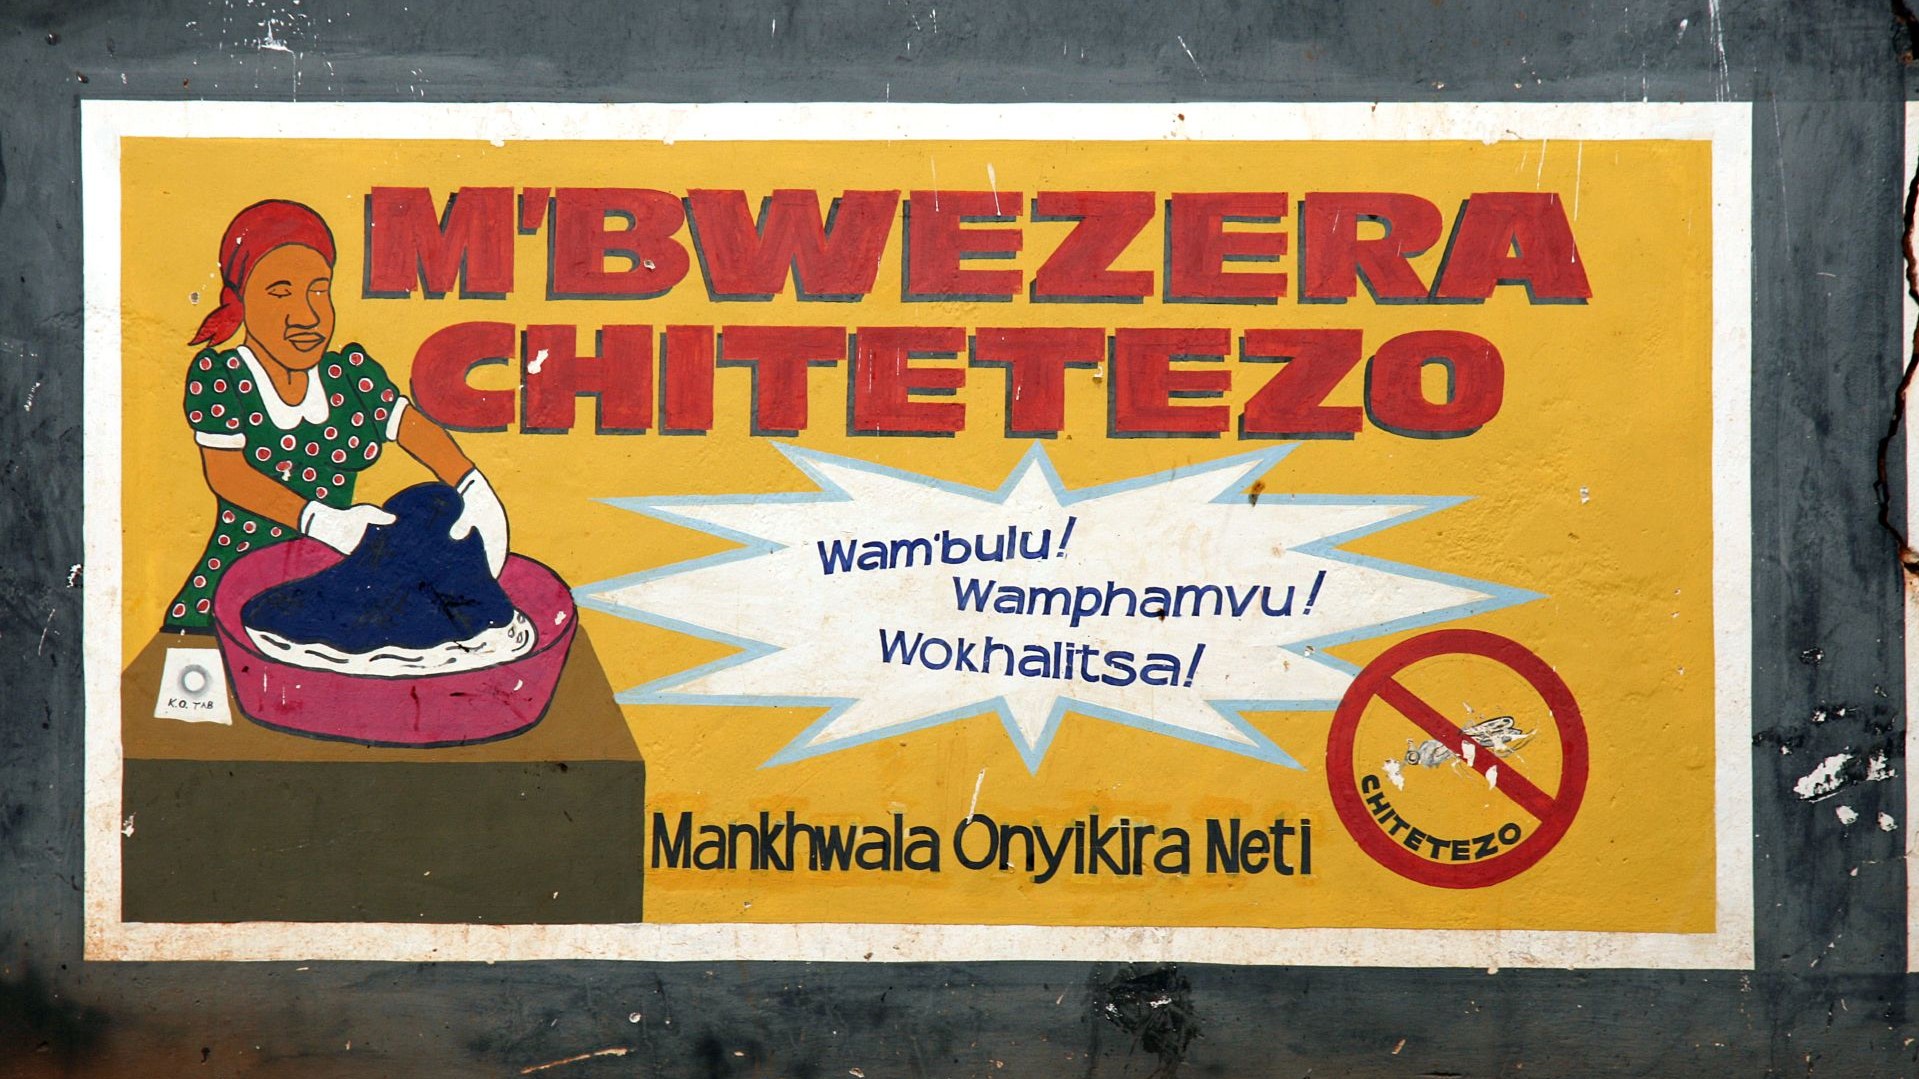 M'BWEZERA
CHITETEZO
Wam'bulu!
Wamphamvu!
Wokhalitsa!
K.O. TAB
CHITETEZO
Mankhwala Onyikira Neti